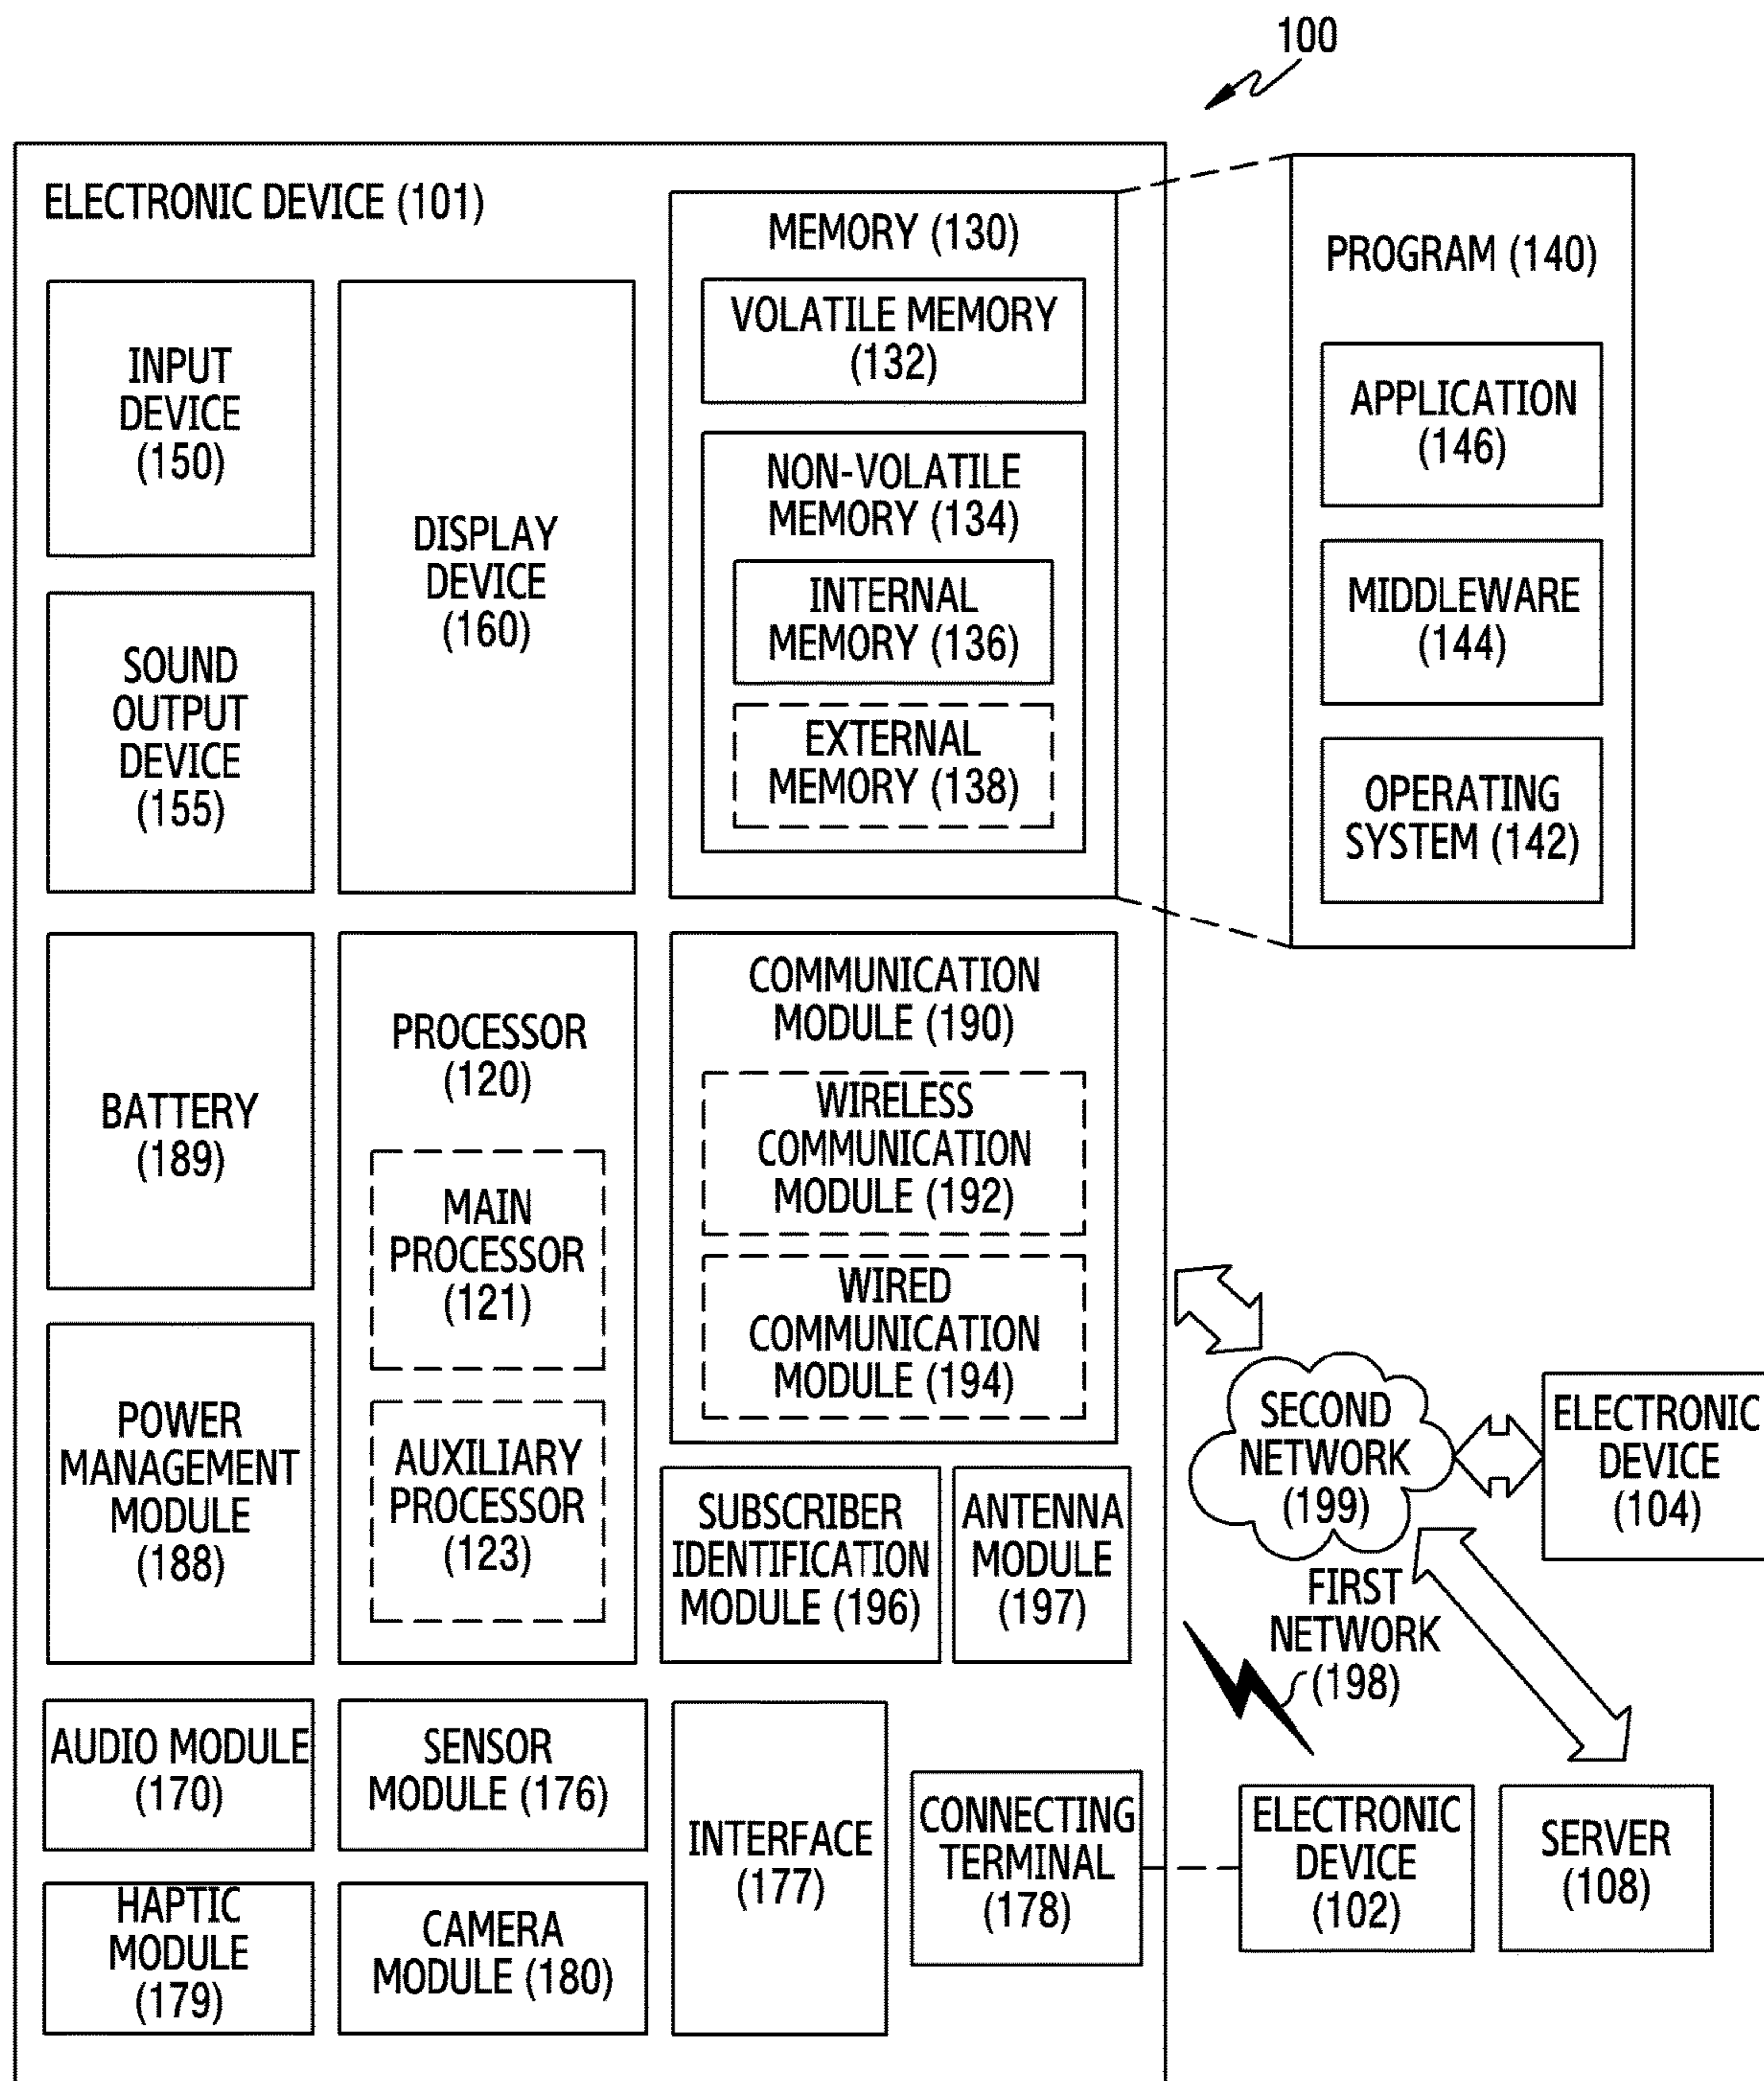 100
ELECTRONIC DEVICE (101)
INPUT
DEVICE
(150)
SOUND
OUTPUT
DEVICE
(155)
DISPLAY
DEVICE
(160)
MEMORY (130)
VOLATILE MEMORY
(132)
NON-VOLATILE
MEMORY (134)
INTERNAL
MEMORY (136)
EXTERNAL
MEMORY (138)
PROGRAM (140)
APPLICATION
(146)
MIDDLEWARE
(144)
OPERATING
SYSTEM (142)
BATTERY
(189)
POWER
MANAGEMENT
MODULE
(188)
PROCESSOR
(120)
MAIN
PROCESSOR
(121)
AUXILIARY
PROCESSOR
(123)
COMMUNICATION
MODULE (190)
WIRELESS
COMMUNICATION
MODULE (192)
WIRED
COMMUNICATION
MODULE (194)
SUBSCRIBER
IDENTIFICATION
MODULE (196)
ANTENNA
MODULE
(197)
SECOND
NETWORK
(199)
ELECTRONIC
DEVICE
(104)
FIRST
NETWORK
(198)
AUDIO MODULE
(170)
SENSOR
MODULE (176)
HAPTIC
MODULE
(179)
CAMERA
MODULE (180)
INTERFACE
(177)
CONNECTING
TERMINAL
(178)
ELECTRONIC
DEVICE
(102)
SERVER
(108)